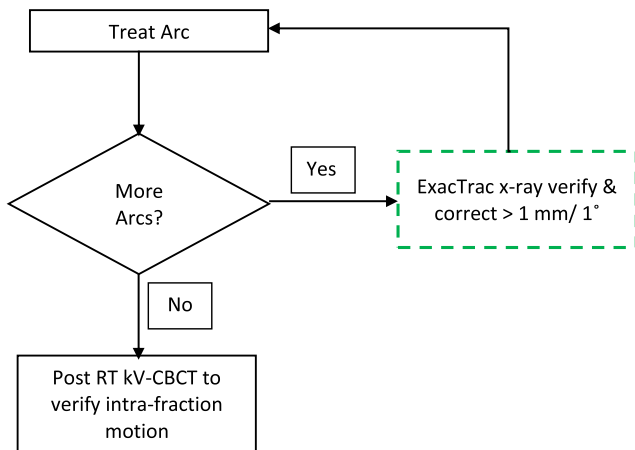 Treat Arc
More
Arcs?
Yes
ExacTrac x-ray verify &
correct > 1 mm/ 1˚
No
Post RT kV-CBCT to
verify intra-fraction
motion